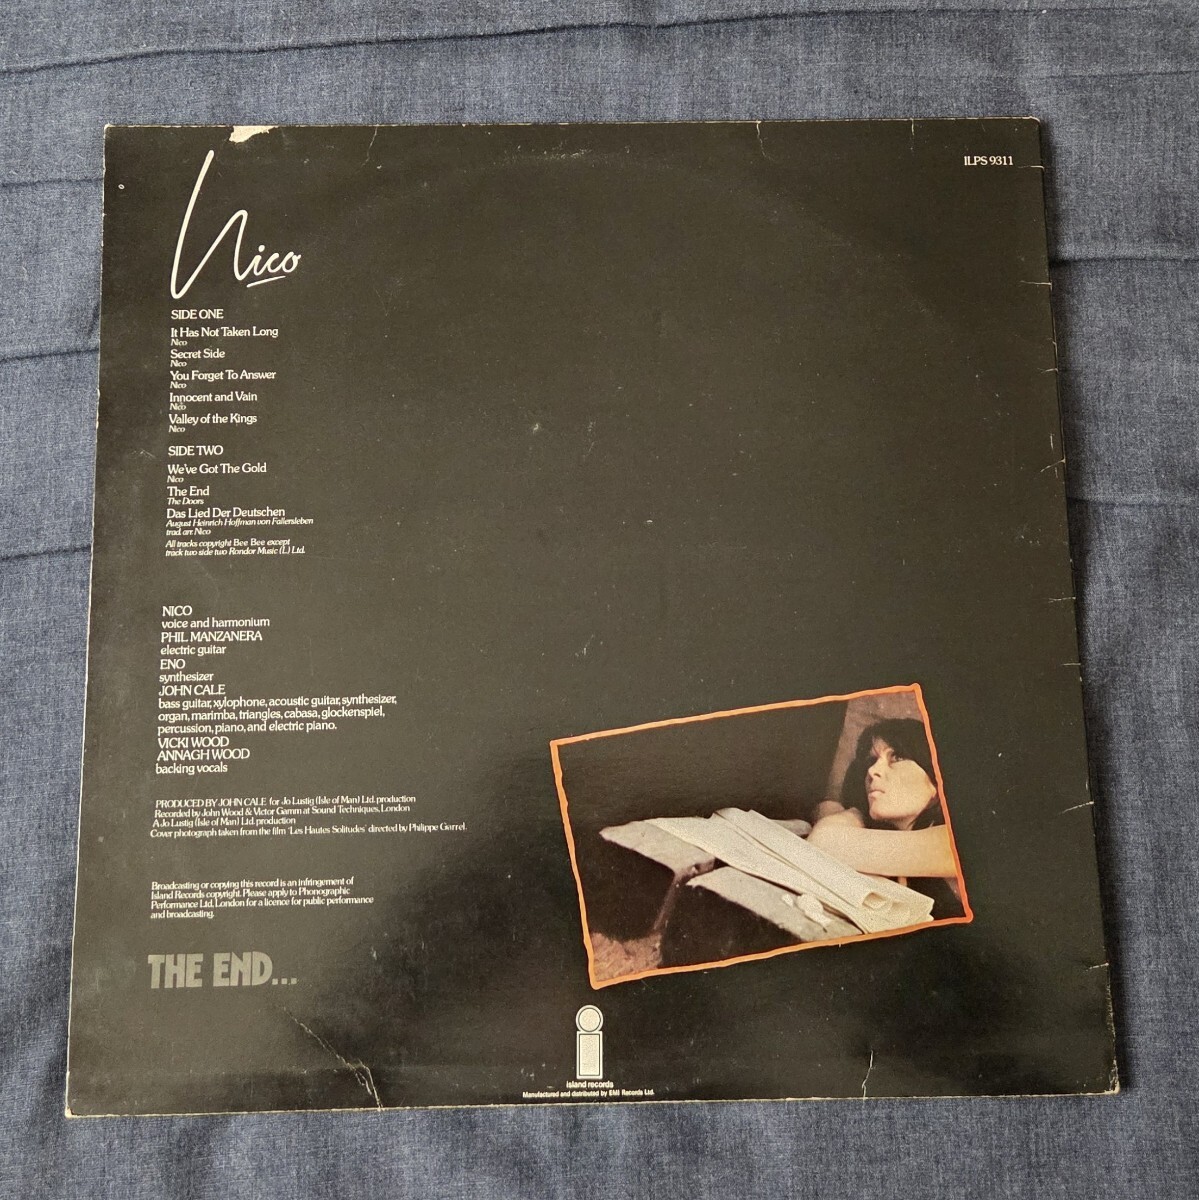 Nico
ILPS 9311
SIDE ONE
It Has Not Taken Long
Nico
Secret Side
Nico
You Forget To Answer
Nico
Innocent and Vain
Nico
Valley of the Kings
Nico
SIDE TWO
We've Got The Gold
Nico
The End
The Doors
Das Lied Der Deutschen
August Heinrich Hoffman von Fallersleben
trad. arr. Nico
All tracks copyright Bee Bee except
track two side two Rondor Music (L) Ltd.
NICO
voice and harmonium
PHIL MANZANERA
electric guitar
ENO
synthesizer
JOHN CALE
bass guitar, xylophone, acoustic guitar, synthesizer,
organ, marimba, triangles, cabasa, glockenspiel,
percussion, piano, and electric piano.
VICKI WOOD
ANNAGH WOOD
backing vocals
PRODUCED BY JOHN CALE for Jo Lustig (Isle of Man) Ltd. production
Recorded by John Wood & Victor Gamm at Sound Techniques, London
A Jo Lustig (Isle of Man) Ltd. production
Cover photograph taken from the film 'Les Hautes Solitudes' directed by Philippe Garrel.
Broadcasting or copying this record is an infringement of
Island Records copyright. Please apply to Phonographic
Performance Ltd, London for a licence for public performance
and broadcasting.
THE END...
island records
Manufactured and distributed by EMI Records Ltd.